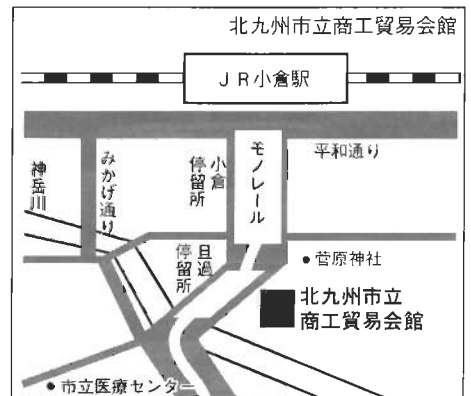 北九州市立商工貿易会館
JR小倉駅
平和通り
モノレール
小倉
停留所
みかげ通り
神岳川
旦過
停留所
●菅原神社
北九州市立
商工貿易会館
●市立医療センター